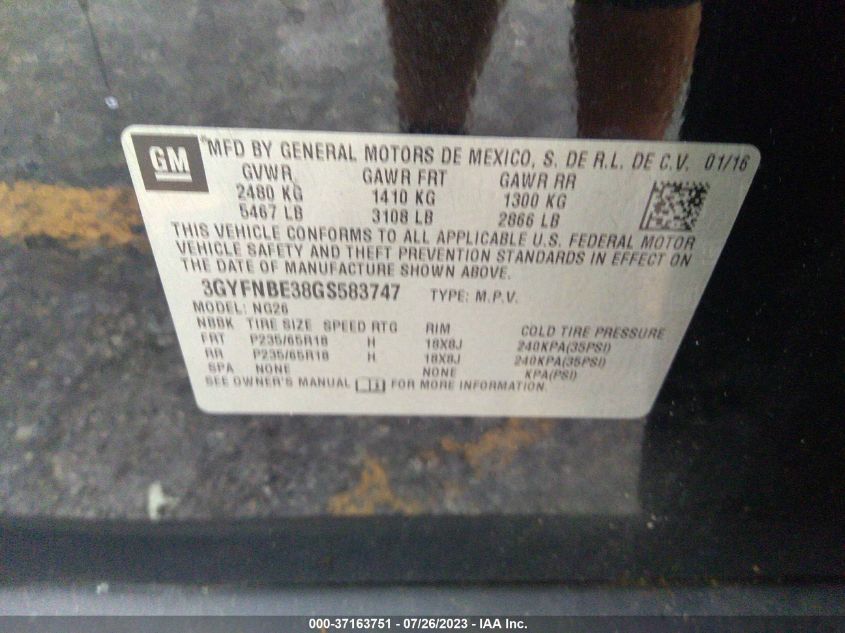 GM
®MFD BY GENERAL MOTORS DE MEXICO, S. DE R.L. DE C.V. 01/16
GVWR GAWR FRT GAWR RR
2480 KG 1410 KG 1300 KG
5467 LB 3108 LB 2866 LB
THIS VEHICLE CONFORMS TO ALL APPLICABLE U.S. FEDERAL MOTOR
VEHICLE SAFETY AND THEFT PREVENTION STANDARDS IN EFFECT ON
THE DATE OF MANUFACTURE SHOWN ABOVE.
3GYFNBE38GS583747 TYPE: M.P.V.
MODEL: NG26
NBBK TIRE SIZE SPEED RTG RIM COLD TIRE PRESSURE
FRT P235/65R18 H 18X8J 240KPA(35PSI)
RR P235/65R18 H 18X8J 240KPA(35PSI)
SPA NONE NONE KPA(PSI)
SEE OWNER'S MANUAL FOR MORE INFORMATION.
000-37163751 - 07/26/2023 - IAA Inc.